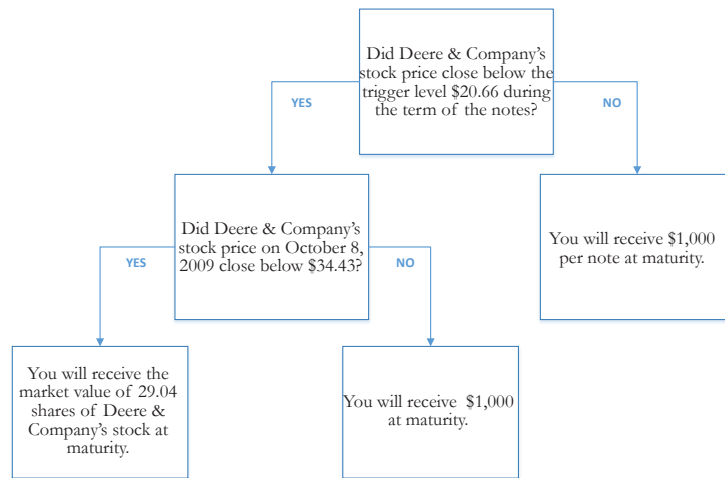 Did Deere & Company's
stock price close below the
trigger level $20.66 during
the term of the notes?
YES
NO
Did Deere & Company's
stock price on October 8,
2009 close below $34.43?
You will receive $1,000
per note at maturity.
YES
NO
You will receive the
market value of 29.04
shares of Deere &
Company's stock at
maturity.
You will receive $1,000
at maturity.